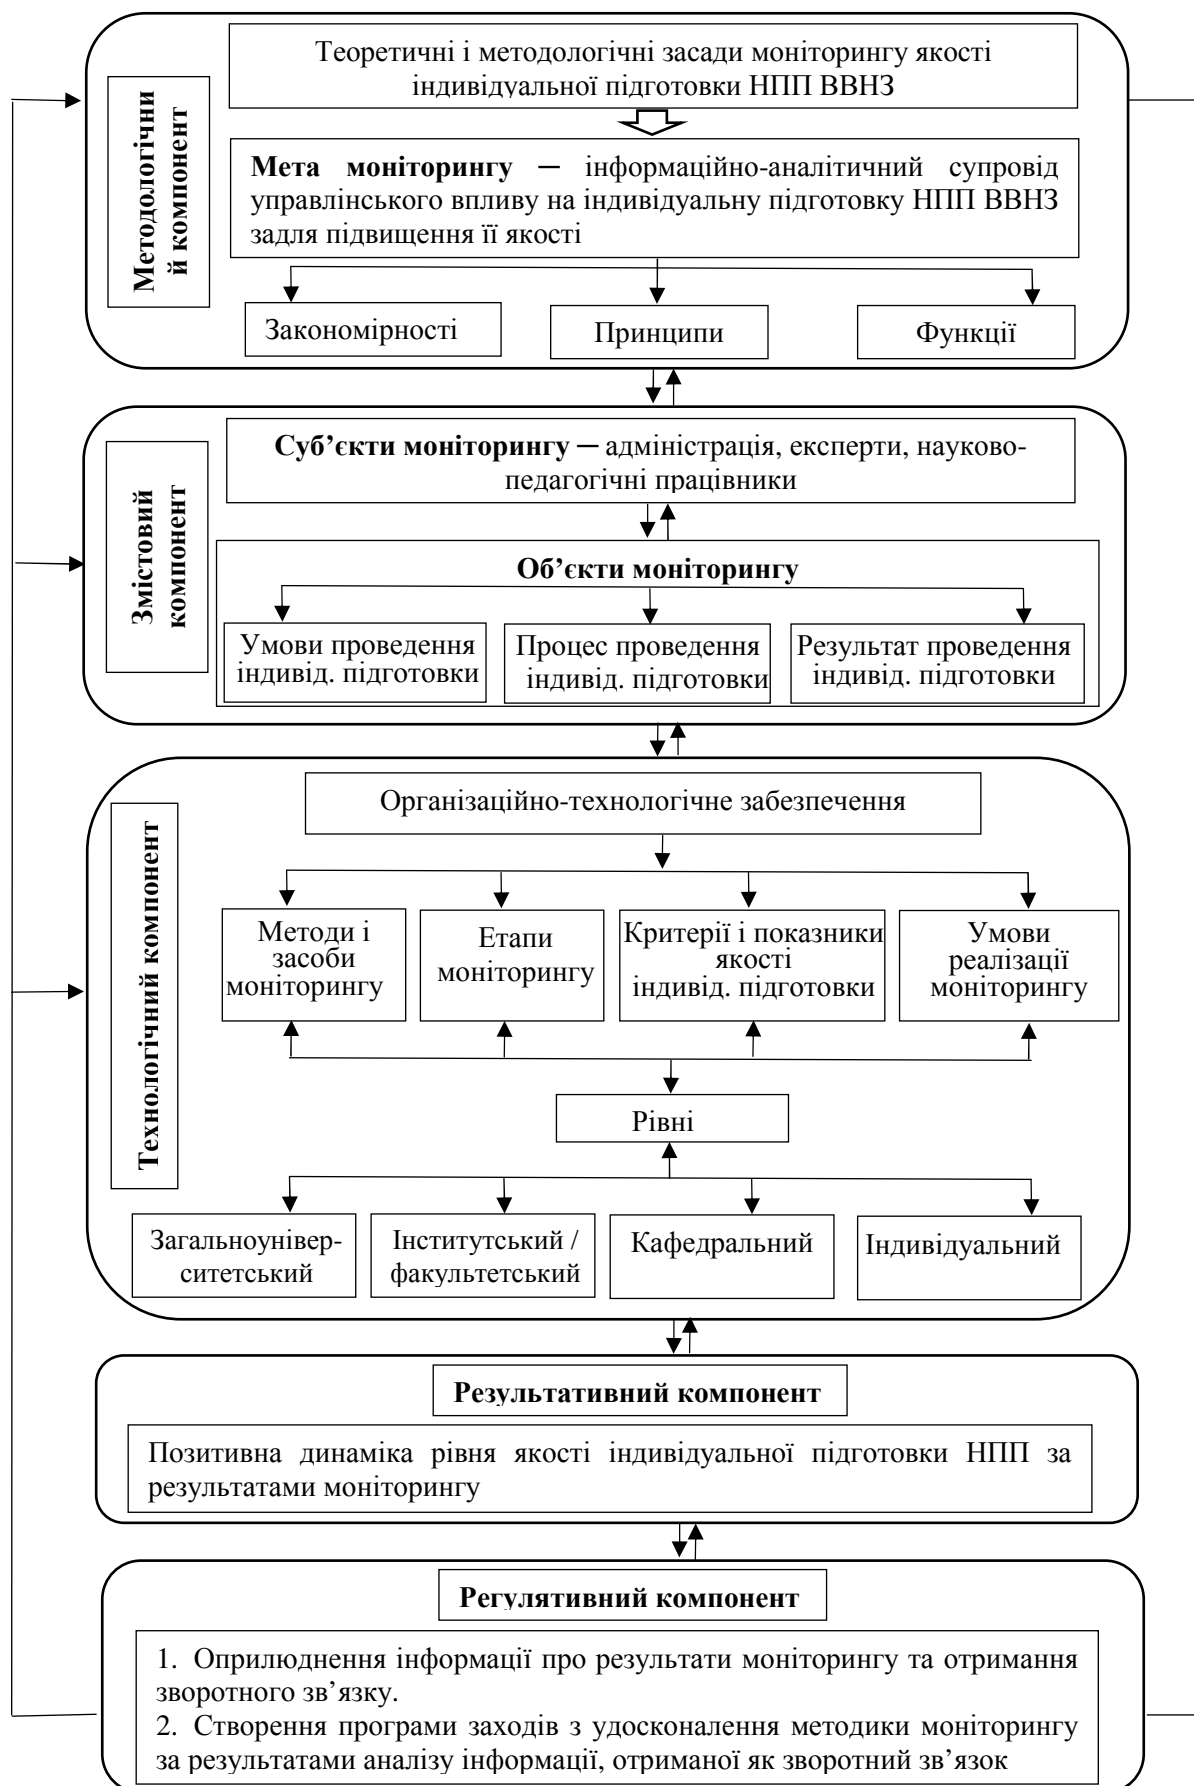 Теоретичні і методологічні засади моніторингу якості
індивідуальної підготовки НПП ВВНЗ
Методологічни
й компонент
Мета моніторингу — інформаційно-аналітичний супровід
управлінського впливу на індивідуальну підготовку НПП ВВНЗ
задля підвищення її якості
Закономірності
Принципи
Функції
Змістовий
компонент
Суб’єкти моніторингу — адміністрація, експерти, науково-
педагогічні працівники
Об’єкти моніторингу
Умови проведення
індивід. підготовки
Процес проведення
індивід. підготовки
Результат проведення
індивід. підготовки
Технологічний компонент
Організаційно-технологічне забезпечення
Методи і
засоби
моніторингу
Етапи
моніторингу
Критерії і показники
якості
індивід. підготовки
Умови
реалізації
моніторингу
Рівні
Загальноунівер-
ситетський
Інститутський /
факультетський
Кафедральний
Індивідуальний
Результативний компонент
Позитивна динаміка рівня якості індивідуальної підготовки НПП за
результатами моніторингу
Регулятивний компонент
1. Оприлюднення інформації про результати моніторингу та отримання
зворотного зв’язку.
2. Створення програми заходів з удосконалення методики моніторингу
за результатами аналізу інформації, отриманої як зворотний зв’язок